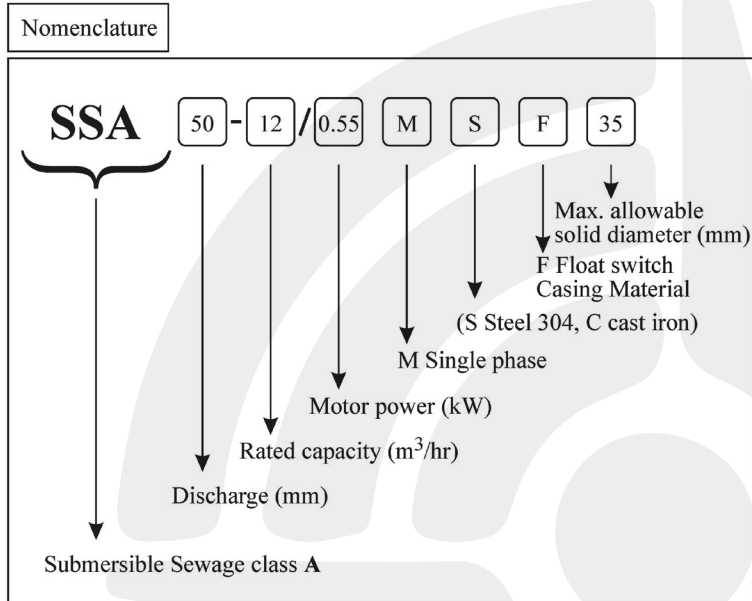 Nomenclature
SSA 50 - 12 / 0.55 M S F 35
Max. allowable
solid diameter (mm)
F Float switch
Casing Material
(S Steel 304, C cast iron)
M Single phase
Motor power (kW)
Rated capacity (m³/hr)
Discharge (mm)
Submersible Sewage class A